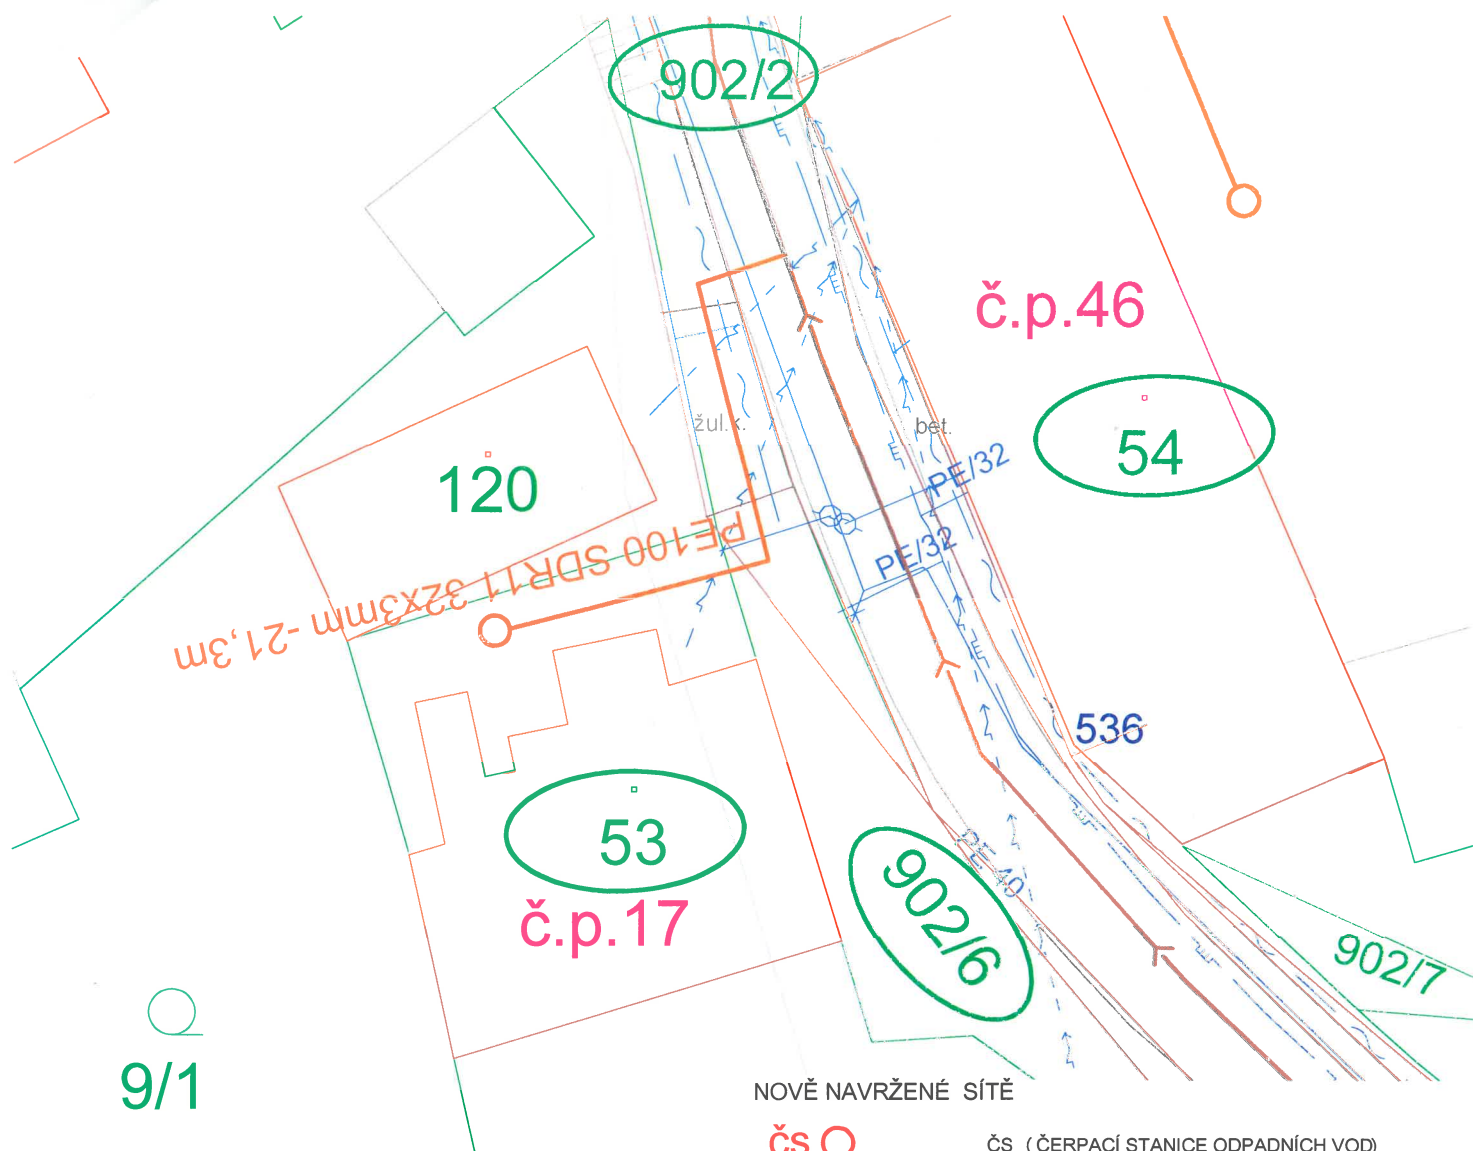 902/2
č.p.46
žul.k.
bet.
54
120
PE/32
PE100 SDR11 32x3mm -21,3m
PE/32
536
53
PE 40
č.p.17
902/6
902/7
9/1
NOVĚ NAVRŽENÉ SÍTĚ
ČS ČS ( ČERPACÍ STANICE ODPADNÍCH VOD)